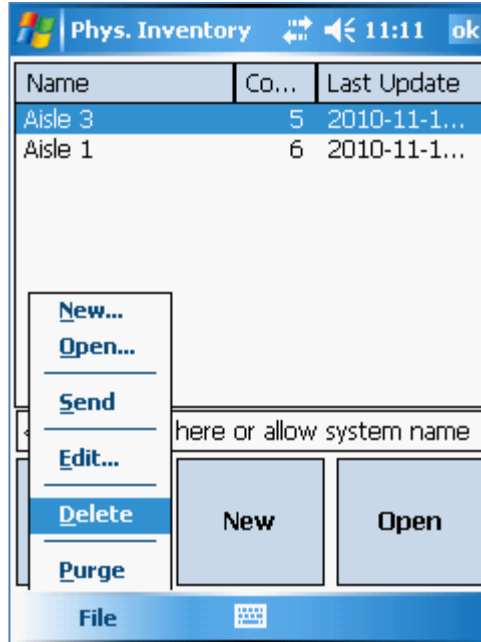 Phys. Inventory 11:11 ok
Name Co... Last Update
Aisle 3 5 2010-11-1...
Aisle 1 6 2010-11-1...
New...
Open...
Send
here or allow system name
Edit...
Delete
New
Open
Purge
File